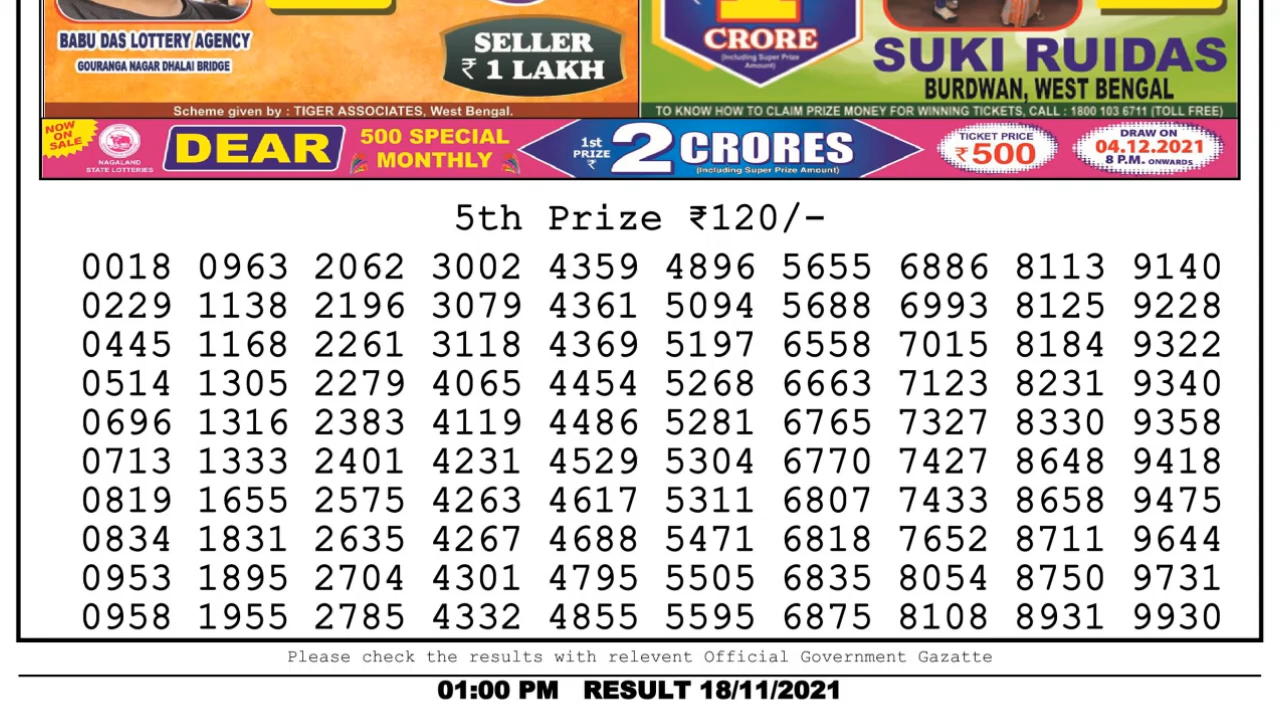 BABU DAS LOTTERY AGENCY
GOURANGA NAGAR DHALAI BRIDGE
SELLER
₹ 1 LAKH
Scheme given by : TIGER ASSOCIATES, West Bengal.
1
CRORE
(Including Super Prize
Amount)
SUKI RUIDAS
BURDWAN, WEST BENGAL
TO KNOW HOW TO CLAIM PRIZE MONEY FOR WINNING TICKETS, CALL : 1800 103 6711 (TOLL FREE)
NOW
ON
SALE
NAGALAND
STATE LOTTERIES
DEAR
500 SPECIAL
MONTHLY
1st
PRIZE
₹
2 CRORES
(Including Super Prize Amount)
TICKET PRICE
₹500
DRAW ON
04.12.2021
8 P.M. ONWARDS
5th Prize ₹120/-
0018 0963 2062 3002 4359 4896 5655 6886 8113 9140
0229 1138 2196 3079 4361 5094 5688 6993 8125 9228
0445 1168 2261 3118 4369 5197 6558 7015 8184 9322
0514 1305 2279 4065 4454 5268 6663 7123 8231 9340
0696 1316 2383 4119 4486 5281 6765 7327 8330 9358
0713 1333 2401 4231 4529 5304 6770 7427 8648 9418
0819 1655 2575 4263 4617 5311 6807 7433 8658 9475
0834 1831 2635 4267 4688 5471 6818 7652 8711 9644
0953 1895 2704 4301 4795 5505 6835 8054 8750 9731
0958 1955 2785 4332 4855 5595 6875 8108 8931 9930
Please check the results with relevent Official Government Gazatte
01:00 PM RESULT 18/11/2021